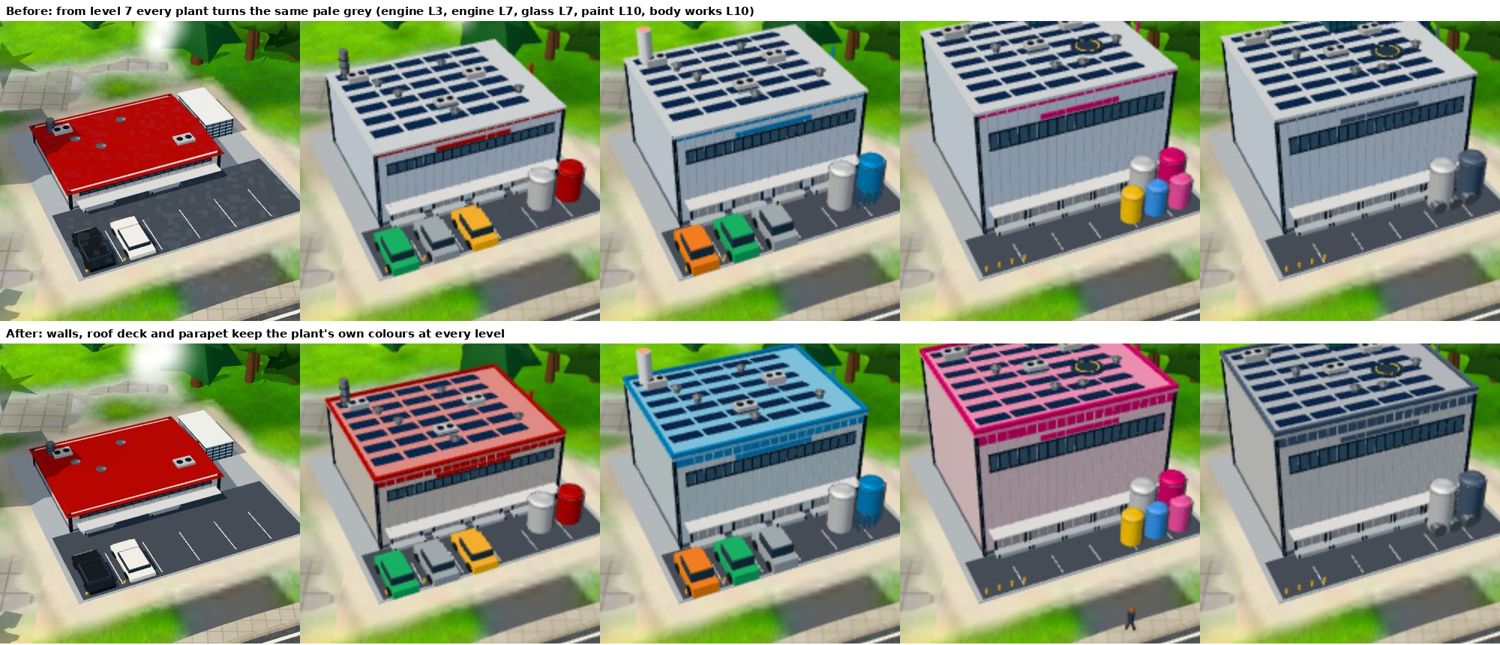 Before: from level 7 every plant turns the same pale grey (engine L3, engine L7, glass L7, paint L10, body works L10)
After: walls, roof deck and parapet keep the plant's own colours at every level